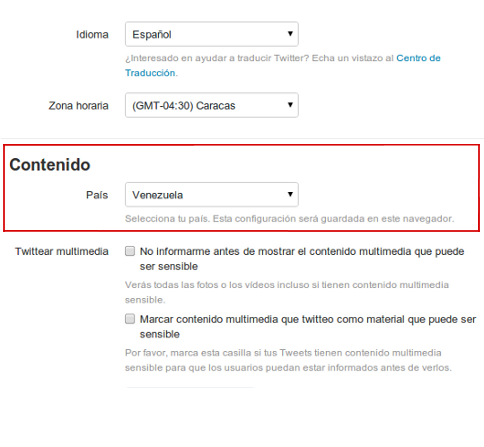 Idioma Español
¿Interesado en ayudar a traducir Twitter? Echa un vistazo al Centro de
Traducción.
Zona horaria (GMT-04:30) Caracas
Contenido
País Venezuela
Selecciona tu país. Esta configuración será guardada en este navegador.
Twittear multimedia No informarme antes de mostrar el contenido multimedia que puede
ser sensible
Verás todas las fotos o los vídeos incluso si tienen contenido multimedia
sensible.
Marcar contenido multimedia que twitteo como material que puede ser
sensible
Por favor, marca esta casilla si tus Tweets tienen contenido multimedia
sensible para que los usuarios puedan estar informados antes de verlos.